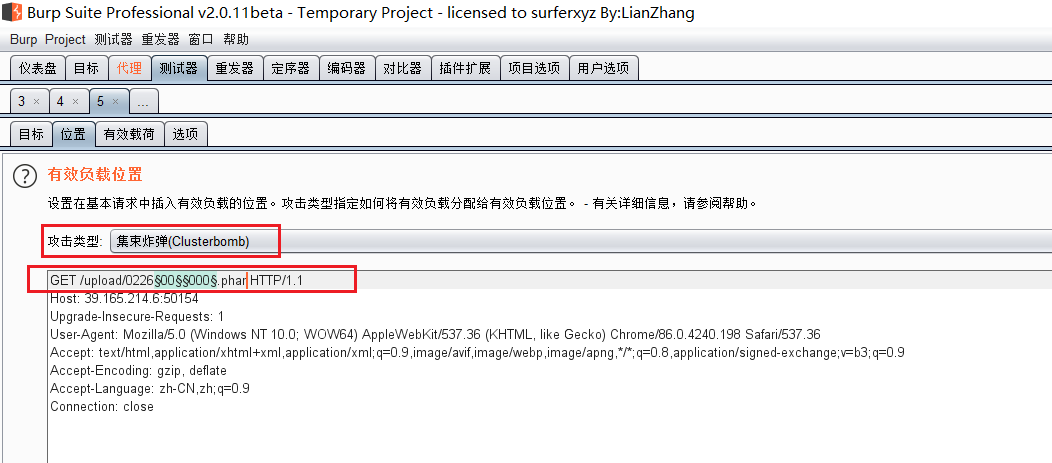 Burp Suite Professional v2.0.11beta - Temporary Project - licensed to surferxyz By:LianZhang
Burp Project 测试器 重发器 窗口 帮助
仪表盘 目标 代理 测试器 重发器 定序器 编码器 对比器 插件扩展 项目选项 用户选项
3 × 4 × 5 × ...
目标 位置 有效载荷 选项
? 有效负载位置
设置在基本请求中插入有效负载的位置。攻击类型指定如何将有效负载分配给有效负载位置。 - 有关详细信息，请参阅帮助。
攻击类型: 集束炸弹(Clusterbomb)
GET /upload/0226§00§§000§.phar HTTP/1.1
Host: 39.165.214.6:50154
Upgrade-Insecure-Requests: 1
User-Agent: Mozilla/5.0 (Windows NT 10.0; WOW64) AppleWebKit/537.36 (KHTML, like Gecko) Chrome/86.0.4240.198 Safari/537.36
Accept: text/html,application/xhtml+xml,application/xml;q=0.9,image/avif,image/webp,image/apng,*/*;q=0.8,application/signed-exchange;v=b3;q=0.9
Accept-Encoding: gzip, deflate
Accept-Language: zh-CN,zh;q=0.9
Connection: close